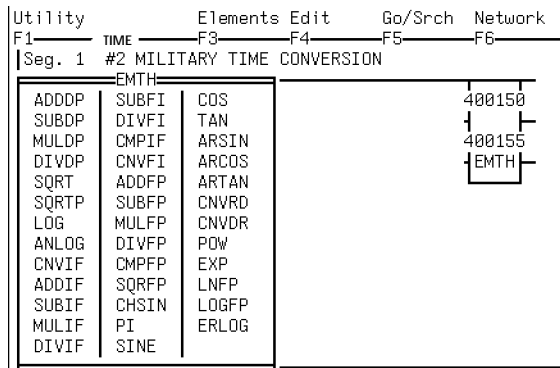 Utility Elements Edit Go/Srch Network
F1 TIME F3 F4 F5 F6
Seg. 1 #2 MILITARY TIME CONVERSION
EMTH
ADDDP SUBFI COS 400150
SUBDP DIVFI TAN
MULDP CMPIF ARSIN 400155
DIVDP CNVFI ARCOS EMTH
SQRT ADDFP ARTAN
SQRTP SUBFP CNVRD
LOG MULFP CNVDR
ANLOG DIVFP POW
CNVIF CMPFP EXP
ADDIF SQRFP LNFP
SUBIF CHSIN LOGFP
MULIF PI ERLOG
DIVIF SINE